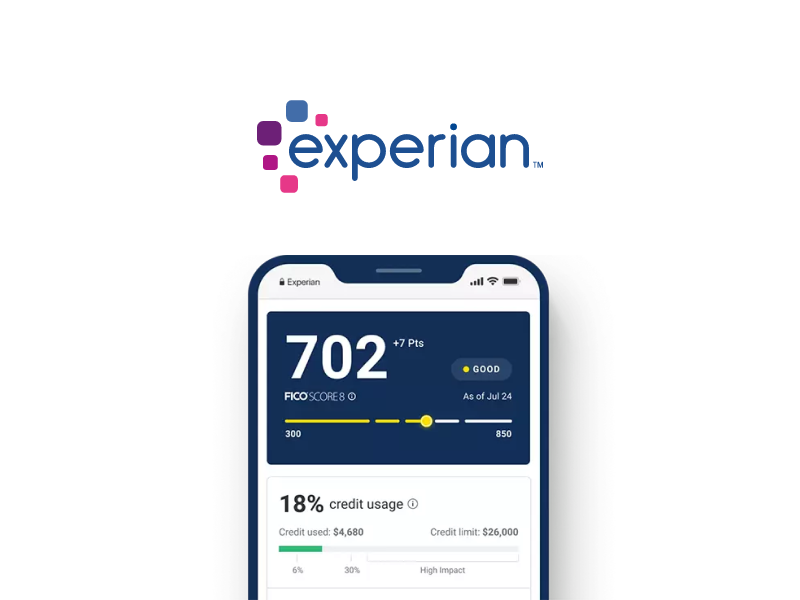 experian™
Experian
702 +7 Pts
GOOD
FICO SCORE 8 As of Jul 24
300 850
18% credit usage
Credit used: $4,680 Credit limit: $26,000
6% 30% High Impact